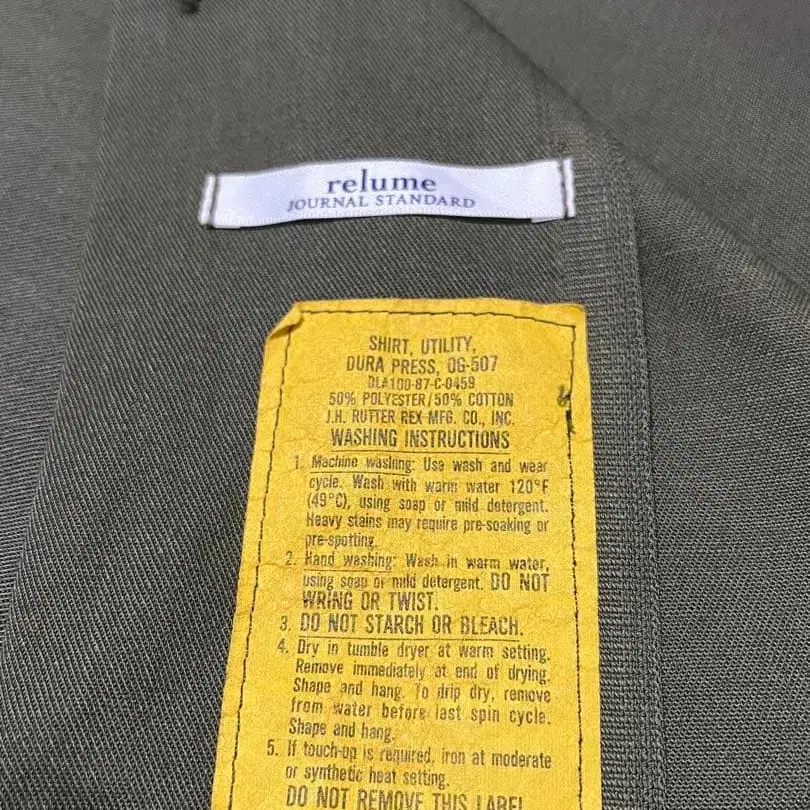 relume
JOURNAL STANDARD
SHIRT, UTILITY,
DURA PRESS, OG-507
DLA100-87-C-0459
50% POLYESTER/50% COTTON
J.H. RUTTER REX MFG. CO., INC.
WASHING INSTRUCTIONS
1. Machine washing: Use wash and wear
cycle. Wash with warm water 120°F
(49°C), using soap or mild detergent.
Heavy stains may require pre-soaking or
pre-spotting.
2. Hand washing: Wash in warm water,
using soap or mild detergent. DO NOT
WRING OR TWIST.
3. DO NOT STARCH OR BLEACH.
4. Dry in tumble dryer at warm setting.
Remove immediately at end of drying.
Shape and hang. To drip dry, remove
from water before last spin cycle.
Shape and hang.
5. If touch-up is required, iron at moderate
or synthetic heat setting.
DO NOT REMOVE THIS LABEL